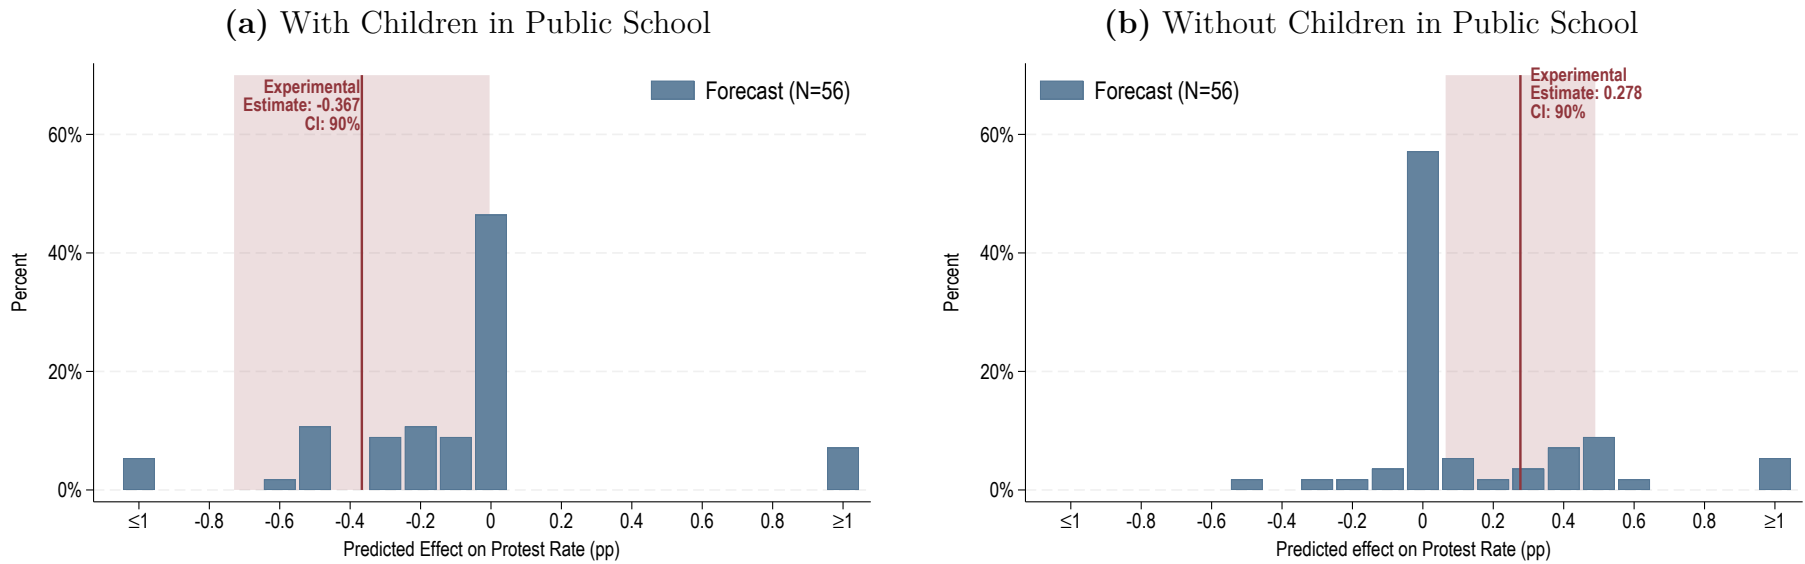 (a) With Children in Public School
Experimental
Estimate: -0.367
CI: 90%
Forecast (N=56)
60%
40%
20%
0%
Percent
≤1 -0.8 -0.6 -0.4 -0.2 0 0.2 0.4 0.6 0.8 ≥1
Predicted Effect on Protest Rate (pp)
(b) Without Children in Public School
Forecast (N=56)
Experimental
Estimate: 0.278
CI: 90%
60%
40%
20%
0%
Percent
≤1 -0.8 -0.6 -0.4 -0.2 0 0.2 0.4 0.6 0.8 ≥1
Predicted effect on Protest Rate (pp)